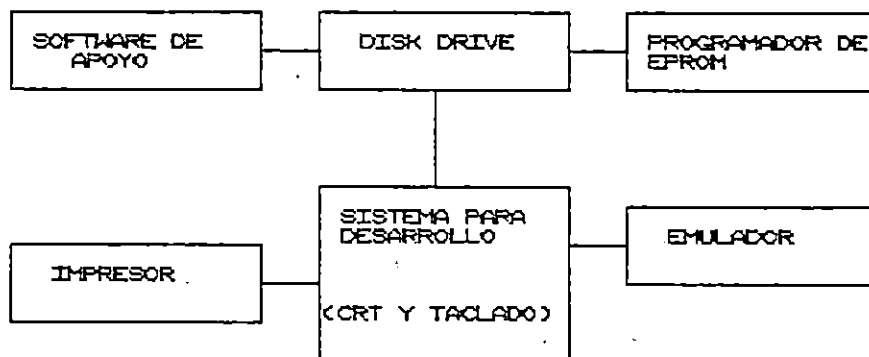 SOFTWARE DE
APOYO
DISK DRIVE
PROGRAMADOR DE
EPROM
SISTEMA PARA
DESARROLLO
(CRT Y TACLADO)
IMPRESOR
EMULADOR